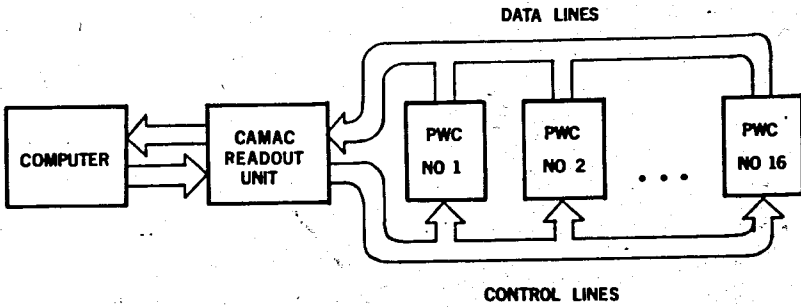 DATA LINES
COMPUTER
CAMAC
READOUT
UNIT
PWC
NO 1
PWC
NO 2
...
PWC
NO 16
CONTROL LINES